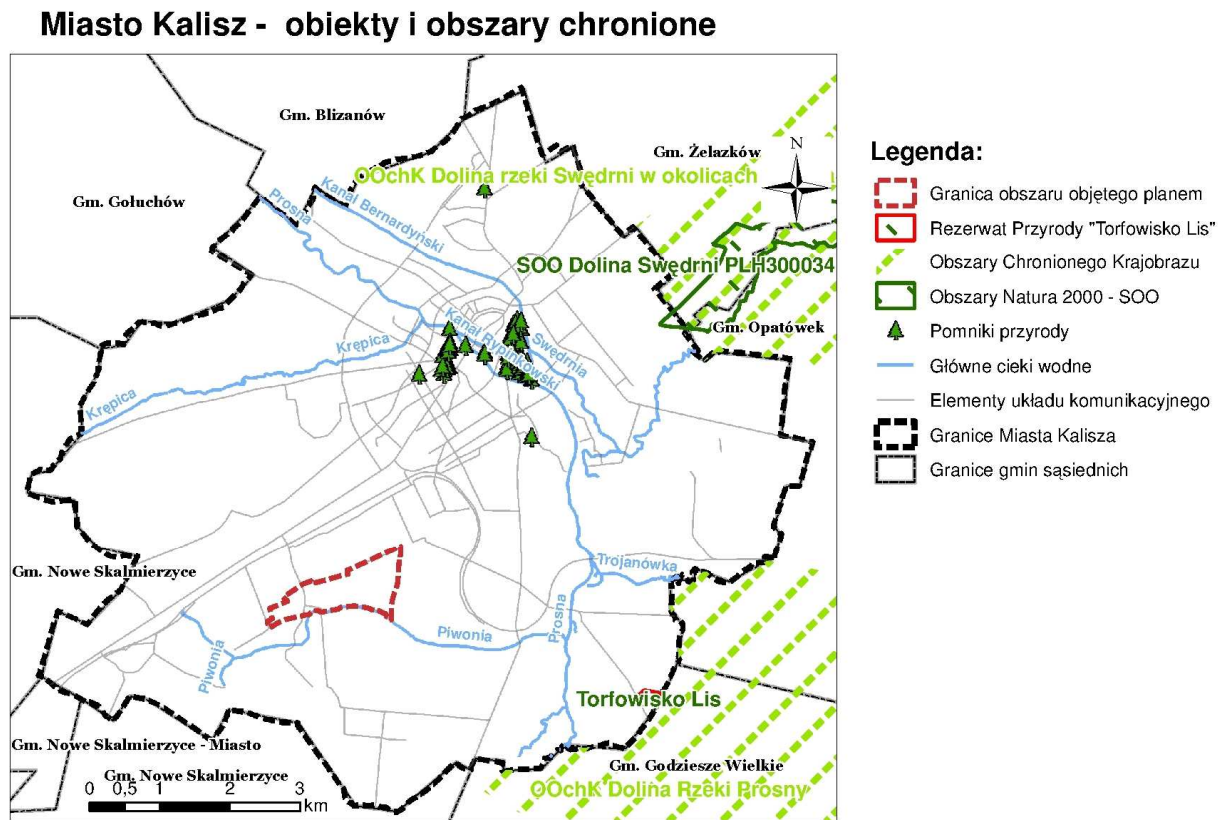 Miasto Kalisz - obiekty i obszary chronione
Gm. Blizanów
Gm. Żelazków
N
OOchK Dolina rzeki Swędrni w okolicach
Gm. Gołuchów
Kanał Bernardyński
Prosna
SOO Dolina Swędrni PLH300034
Gm. Opatówek
Kanał Rypinkowski
Swędrnia
Krępica
Krępica
Gm. Nowe Skalmierzyce
Trojanówka
Prosna
Piwonia
Piwonia
Torfowisko Lis
Gm. Nowe Skalmierzyce - Miasto
Gm. Nowe Skalmierzyce
Gm. Godziesze Wielkie
OOchK Dolina Rzeki Prosny
0 0,5 1 2 3
km
Legenda:
Granica obszaru objętego planem
Rezerwat Przyrody "Torfowisko Lis"
Obszary Chronionego Krajobrazu
Obszary Natura 2000 - SOO
Pomniki przyrody
Główne cieki wodne
Elementy układu komunikacyjnego
Granice Miasta Kalisza
Granice gmin sąsiednich